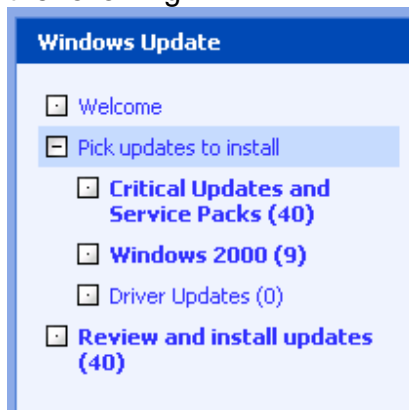 Windows Update
Welcome
Pick updates to install
Critical Updates and
Service Packs (40)
Windows 2000 (9)
Driver Updates (0)
Review and install updates
(40)